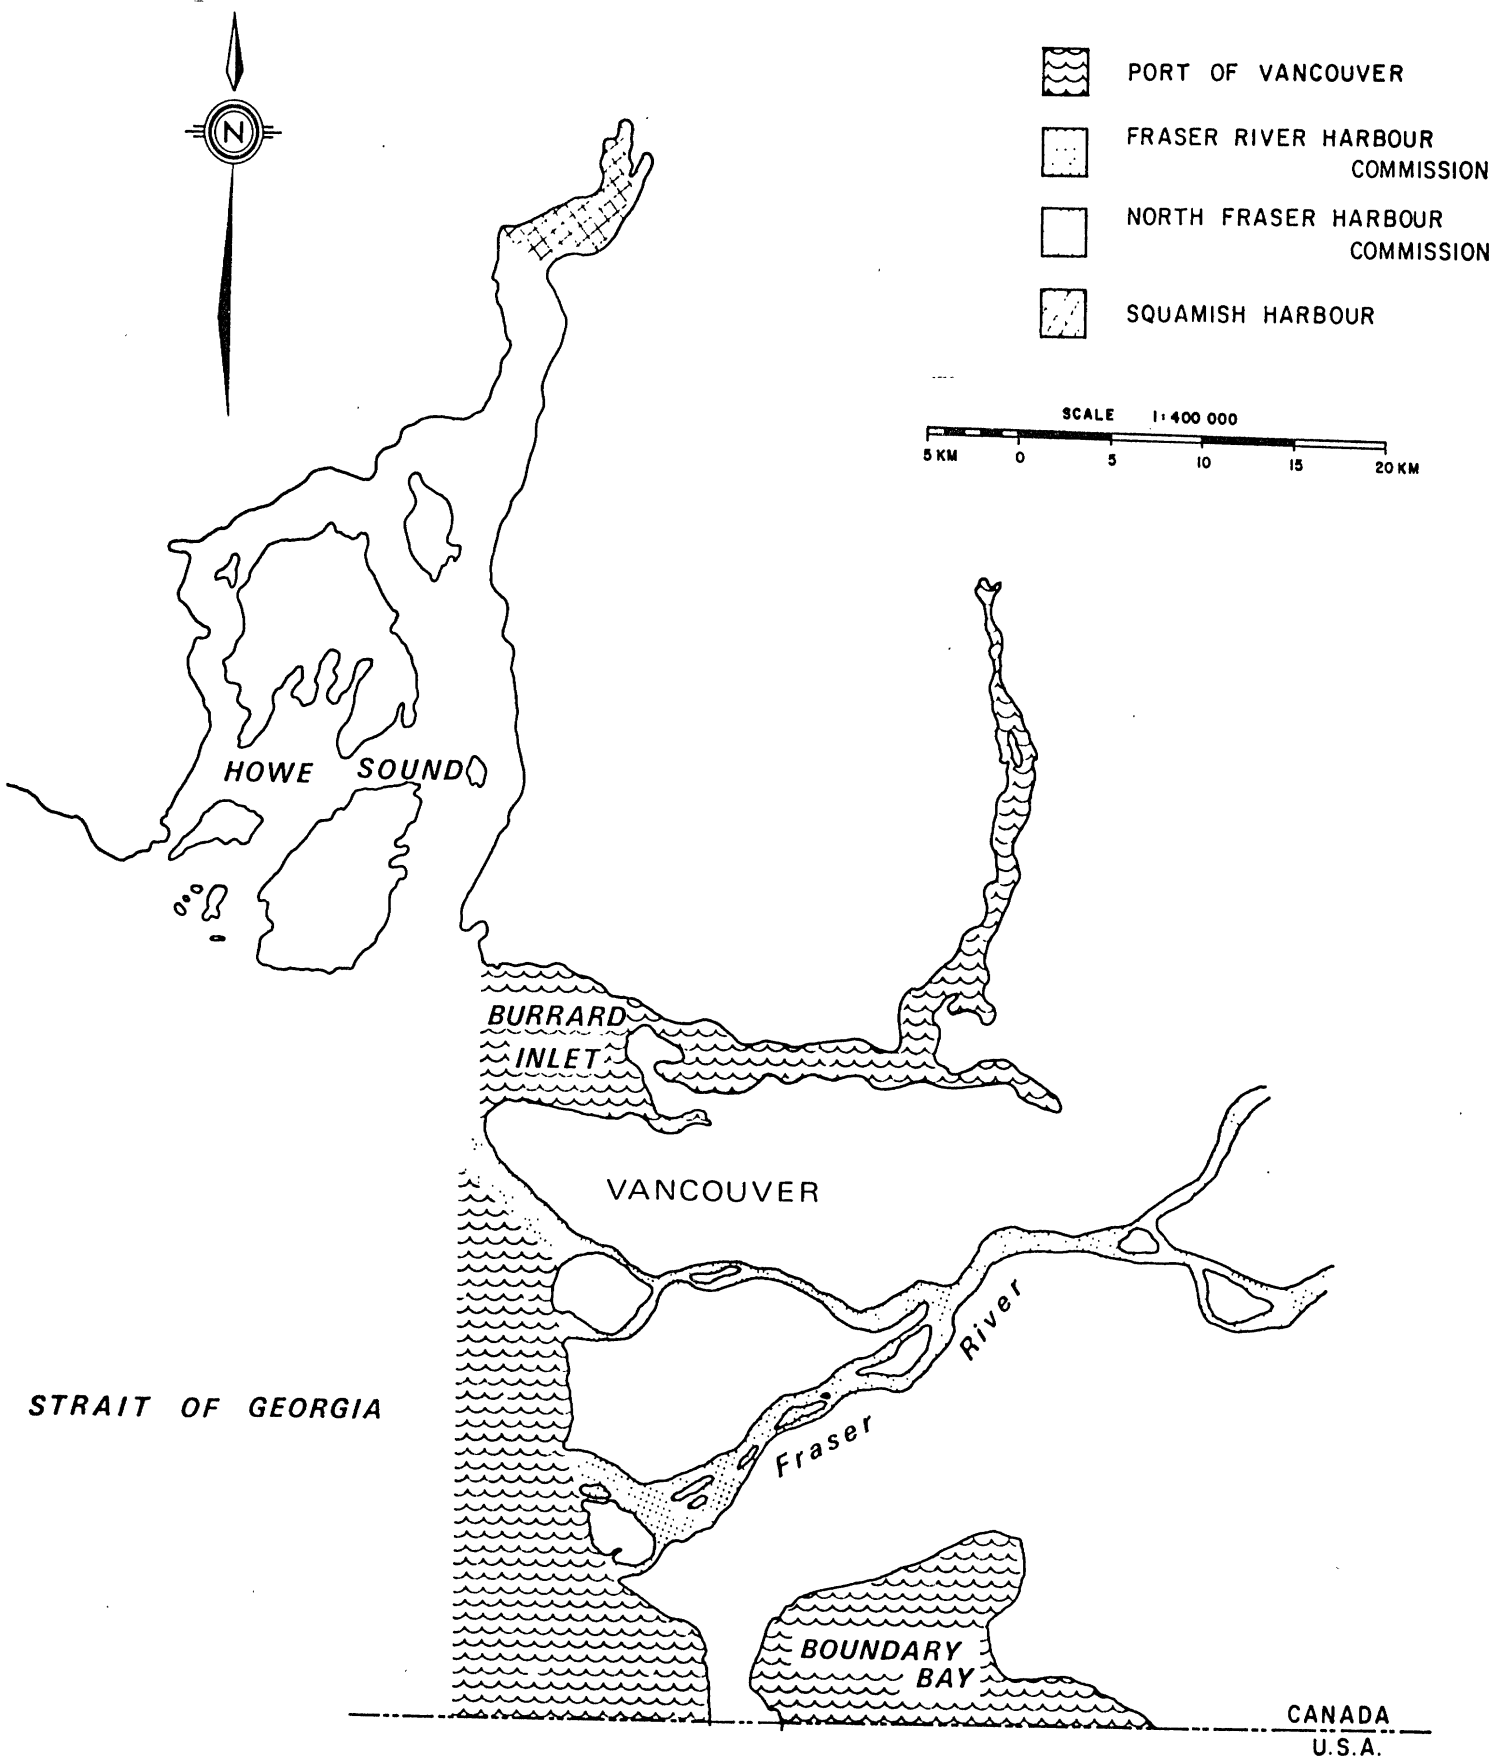 N
PORT OF VANCOUVER
FRASER RIVER HARBOUR
COMMISSION
NORTH FRASER HARBOUR
COMMISSION
SQUAMISH HARBOUR
SCALE 1:400 000
5 KM 0 5 10 15 20 KM
HOWE SOUND
BURRARD
INLET
VANCOUVER
Fraser River
STRAIT OF GEORGIA
BOUNDARY
BAY
CANADA
U.S.A.